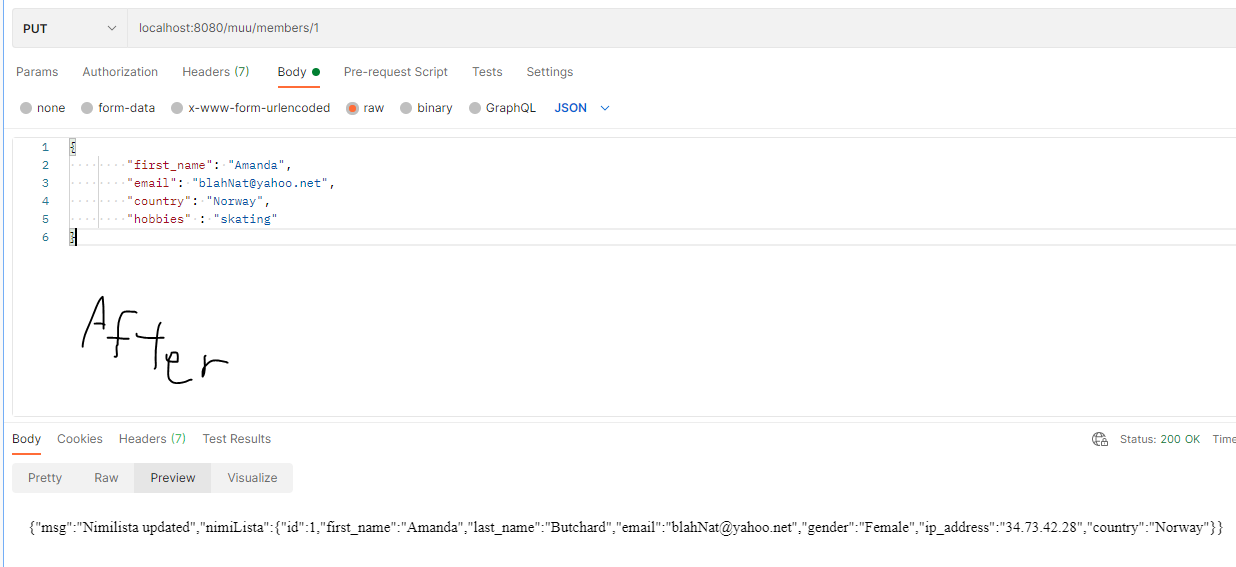 PUT localhost:8080/muu/members/1
Params Authorization Headers (7) Body Pre-request Script Tests Settings
none form-data x-www-form-urlencoded raw binary GraphQL JSON
1 {
2 "first_name": "Amanda",
3 "email": "blahNat@yahoo.net",
4 "country": "Norway",
5 "hobbies" : "skating"
6 }
After
Body Cookies Headers (7) Test Results Status: 200 OK Time
Pretty Raw Preview Visualize
{"msg":"Nimilista updated","nimiLista":{"id":1,"first_name":"Amanda","last_name":"Butchard","email":"blahNat@yahoo.net","gender":"Female","ip_address":"34.73.42.28","country":"Norway"}}